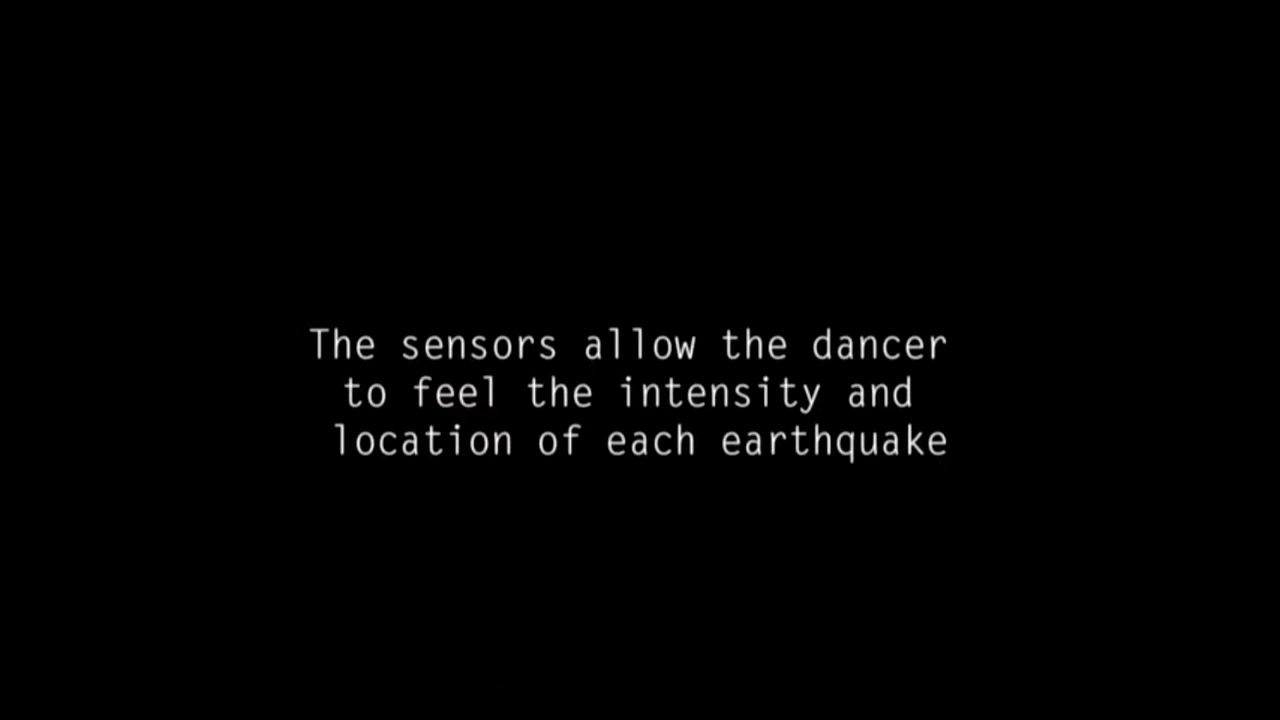 The sensors allow the dancer
to feel the intensity and
location of each earthquake